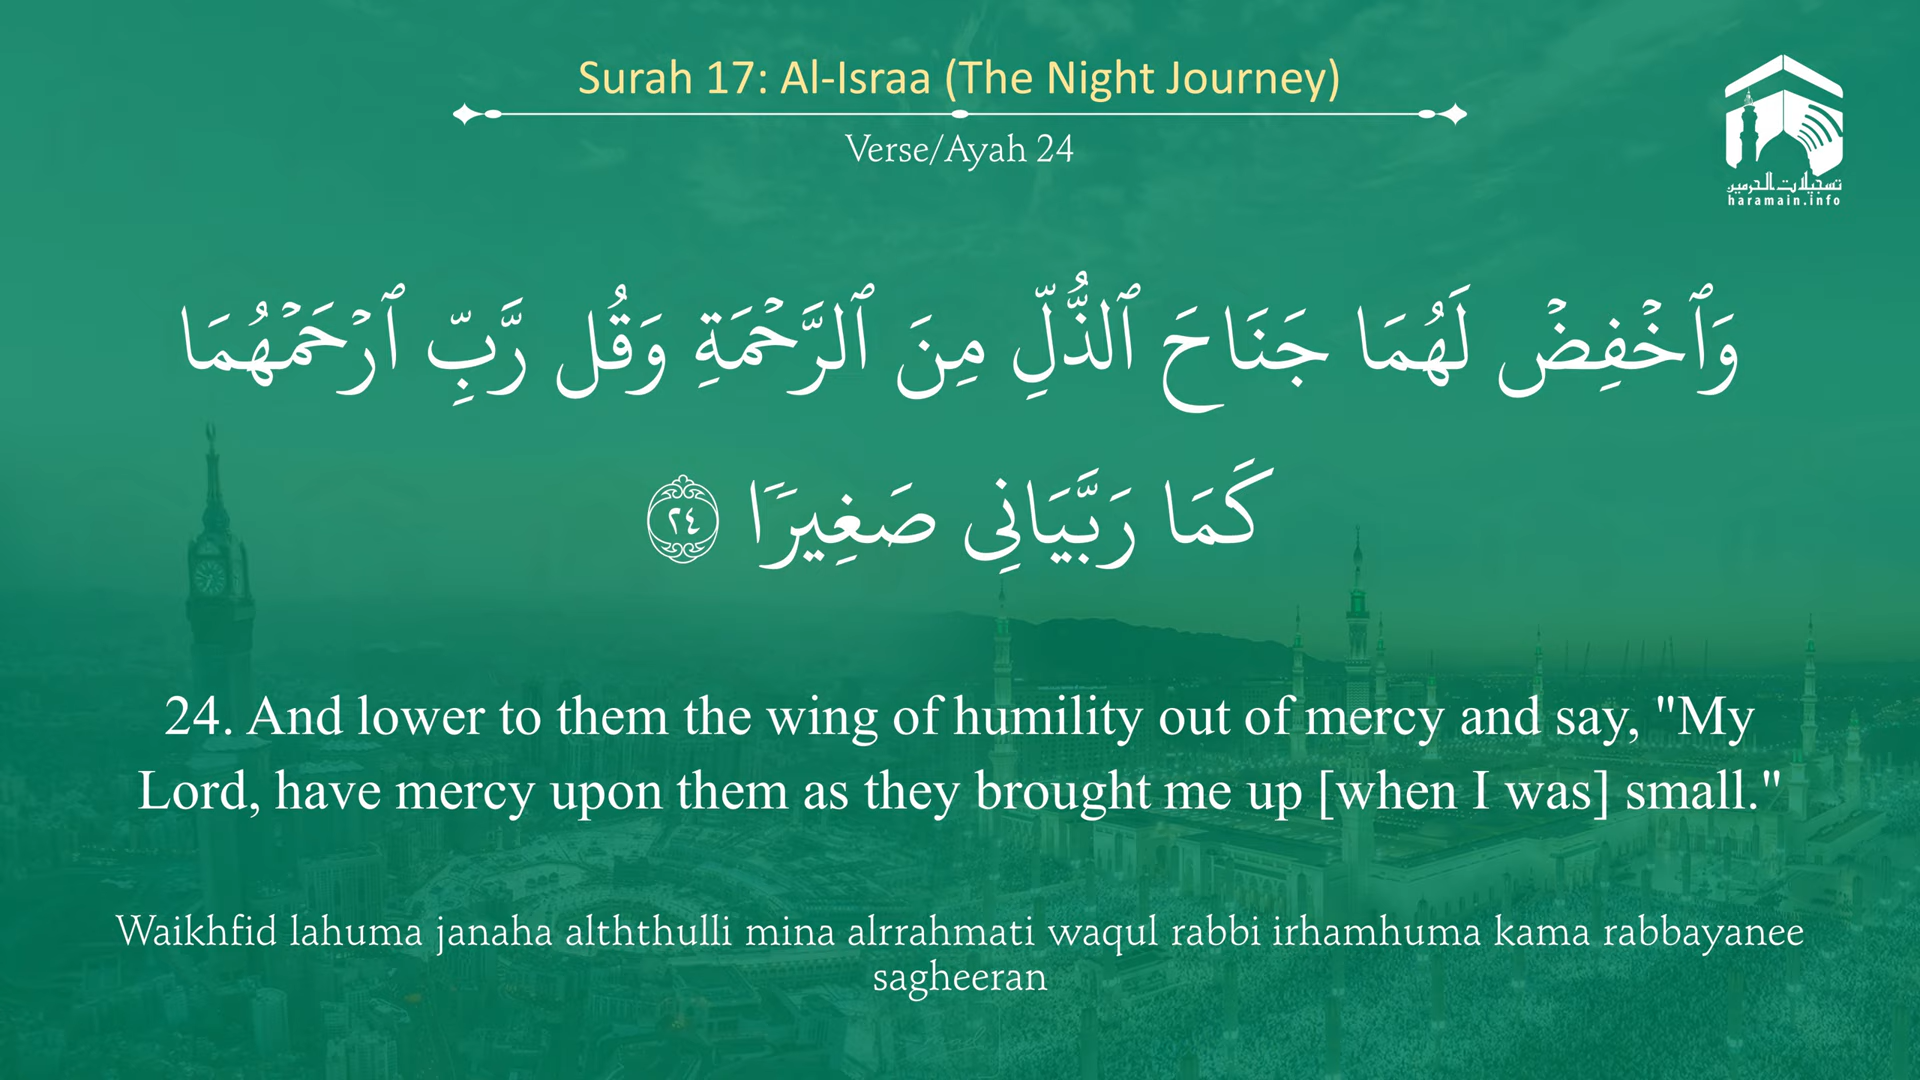 Surah 17: Al-Israa (The Night Journey)
Verse/Ayah 24
تسجيلات الحرمين
haramain.info
وَٱخْفِضْ لَهُمَا جَنَاحَ ٱلذُّلِّ مِنَ ٱلرَّحْمَةِ وَقُل رَّبِّ ٱرْحَمْهُمَا
كَمَا رَبَّيَانِى صَغِيرًا ٢٤
24. And lower to them the wing of humility out of mercy and say, "My
Lord, have mercy upon them as they brought me up [when I was] small."
Waikhfid lahuma janaha alththulli mina alrrahmati waqul rabbi irhamhuma kama rabbayanee
sagheeran